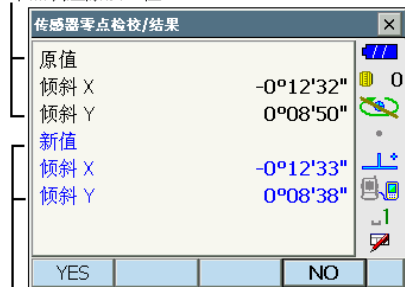 传感器零点检校/结果
原值
倾斜 X -0°12'32"
倾斜 Y 0°08'50"
新值
倾斜 X -0°12'33"
倾斜 Y 0°08'38"
0
1
YES NO